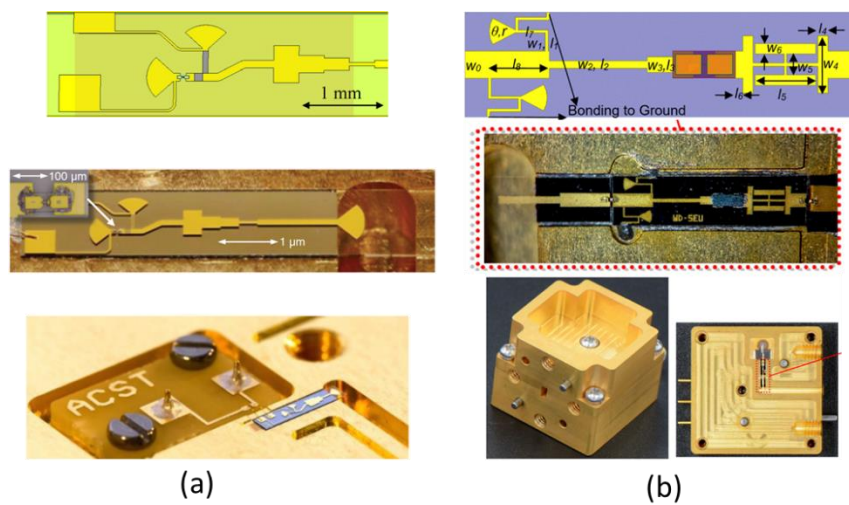 1 mm
100 μm
1 μm
ACST
(a)
θ,r
l7
w1, l1
w0
l8
w2, l2
w3, l3
l6
l4
w6
w5
w4
l5
Bonding to Ground
WD-SEU
(b)